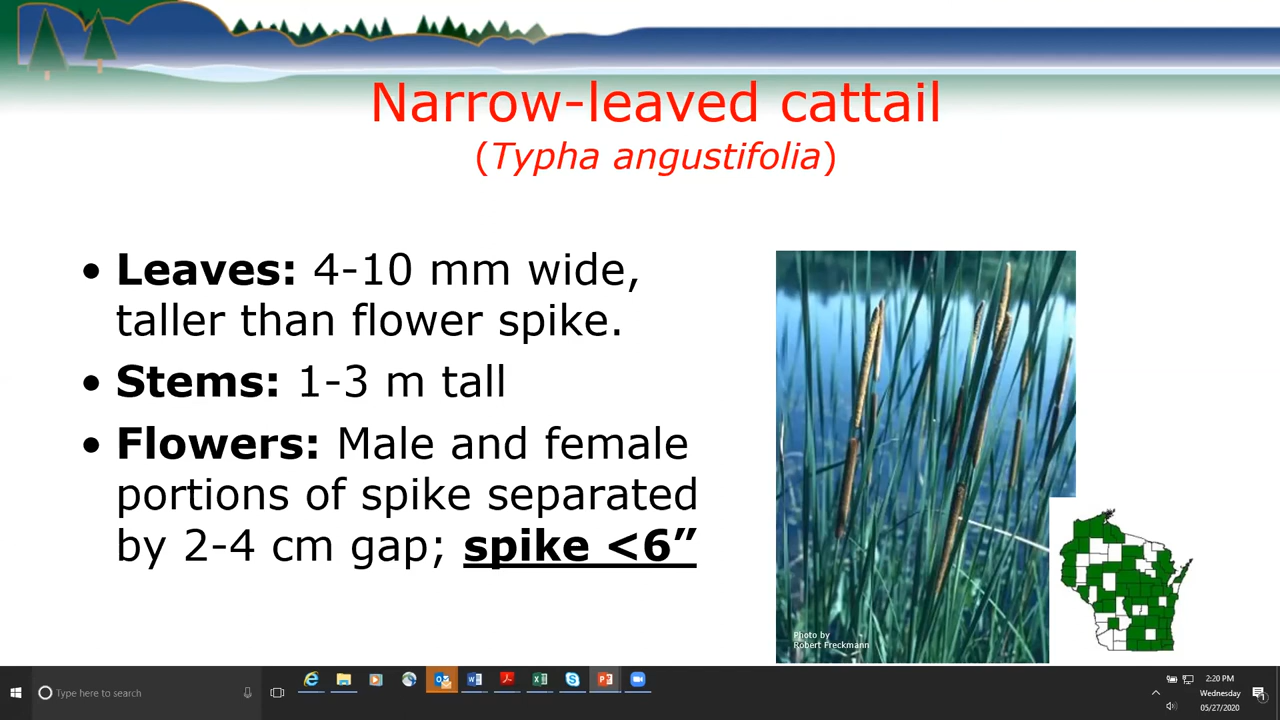 Narrow-leaved cattail
(Typha angustifolia)
• Leaves: 4-10 mm wide,
taller than flower spike.
• Stems: 1-3 m tall
• Flowers: Male and female
portions of spike separated
by 2-4 cm gap; spike <6”
Photo by
Robert Freckmann
Type here to search
2:20 PM
Wednesday
05/27/2020